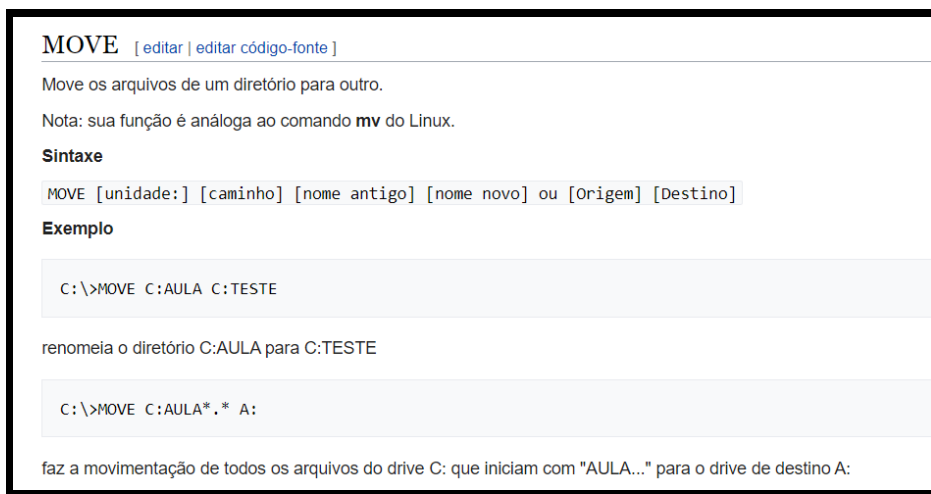 MOVE [ editar | editar código-fonte ]
Move os arquivos de um diretório para outro.
Nota: sua função é análoga ao comando mv do Linux.
Sintaxe
MOVE [unidade:] [caminho] [nome antigo] [nome novo] ou [Origem] [Destino]
Exemplo
C:\>MOVE C:AULA C:TESTE
renomeia o diretório C:AULA para C:TESTE
C:\>MOVE C:AULA*.* A:
faz a movimentação de todos os arquivos do drive C: que iniciam com "AULA..." para o drive de destino A: